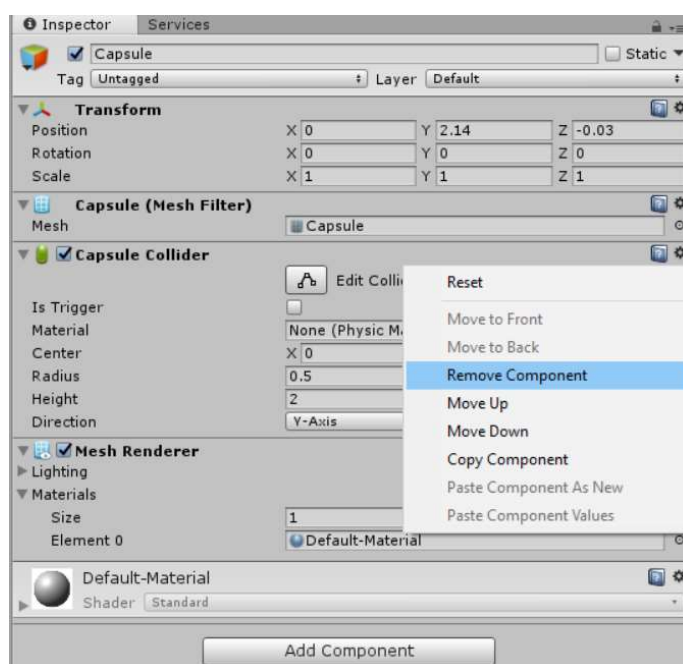 Inspector Services
Capsule Static
Tag Untagged Layer Default
Transform
Position X 0 Y 2.14 Z -0.03
Rotation X 0 Y 0 Z 0
Scale X 1 Y 1 Z 1
Capsule (Mesh Filter)
Mesh Capsule
Capsule Collider
Edit Colli
Is Trigger
Material None (Physic M
Center X 0
Radius 0.5
Height 2
Direction Y-Axis
Reset
Move to Front
Move to Back
Remove Component
Move Up
Move Down
Copy Component
Paste Component As New
Paste Component Values
Mesh Renderer
Lighting
Materials
Size 1
Element 0 Default-Material
Default-Material
Shader Standard
Add Component